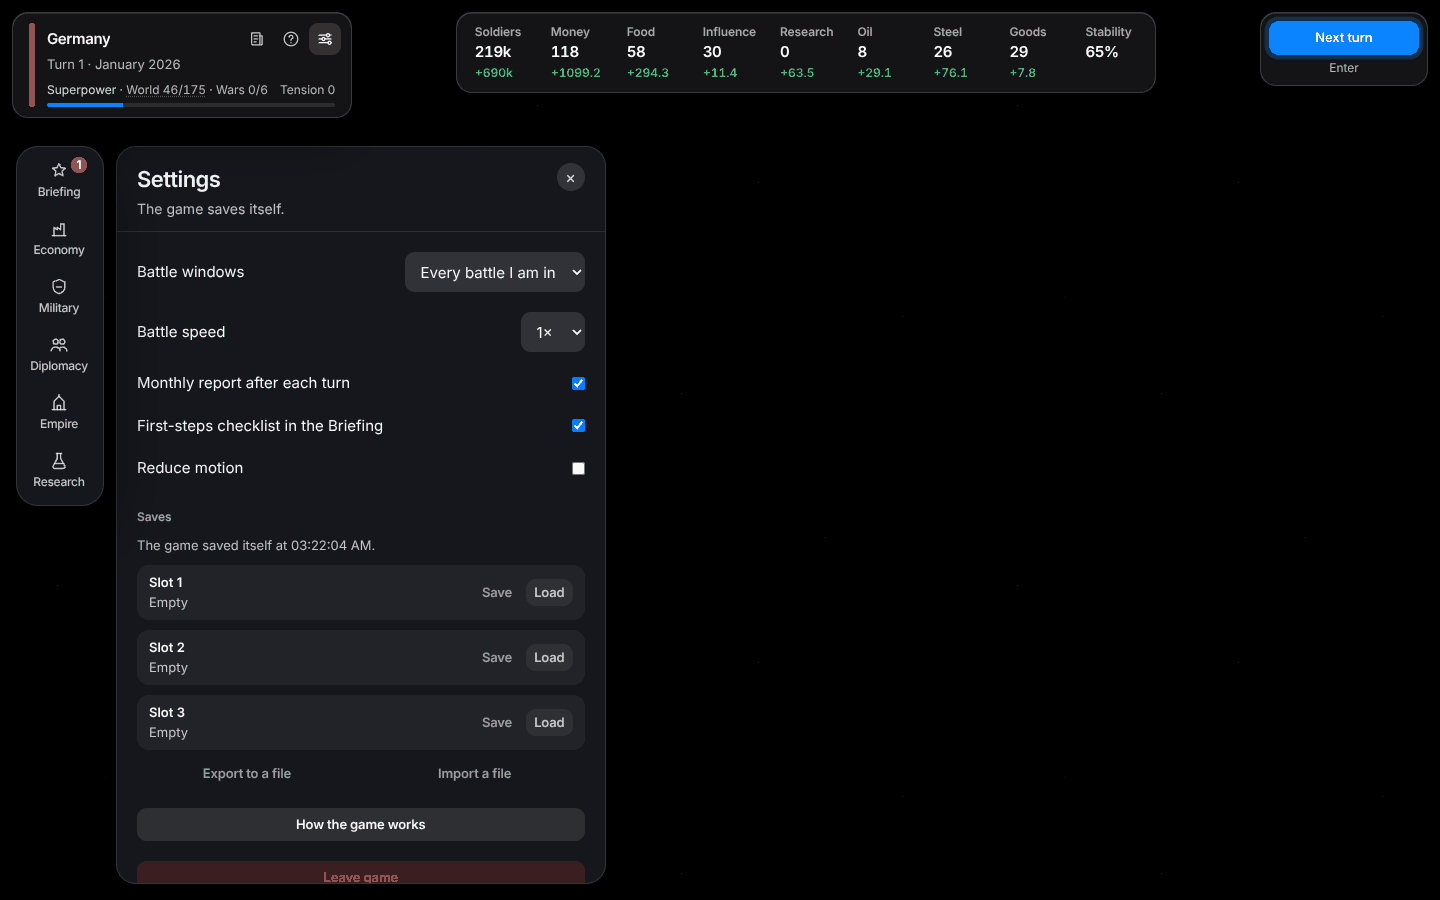 Germany
Turn 1 · January 2026
Superpower · World 46/175 · Wars 0/6 Tension 0
Soldiers Money Food Influence Research Oil Steel Goods Stability
219k 118 58 30 0 8 26 29 65%
+690k +1099.2 +294.3 +11.4 +63.5 +29.1 +76.1 +7.8
Next turn
Enter
1
Briefing
Economy
Military
Diplomacy
Empire
Research
Settings
The game saves itself.
Battle windows Every battle I am in
Battle speed 1×
Monthly report after each turn
First-steps checklist in the Briefing
Reduce motion
Saves
The game saved itself at 03:22:04 AM.
Slot 1
Empty
Save Load
Slot 2
Empty
Save Load
Slot 3
Empty
Save Load
Export to a file Import a file
How the game works
Leave game